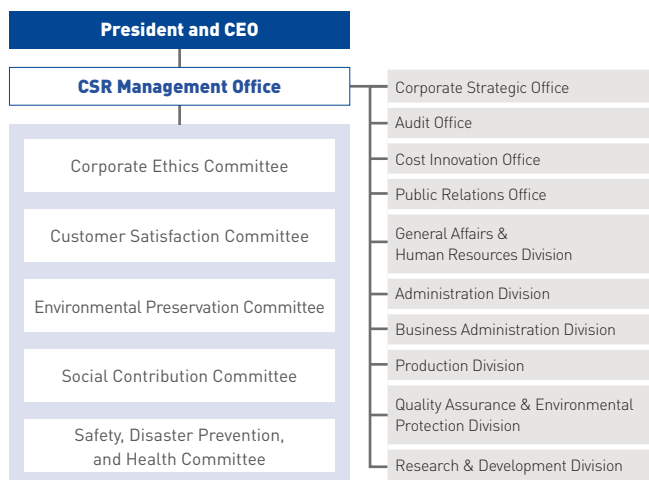 President and CEO
CSR Management Office
Corporate Ethics Committee
Customer Satisfaction Committee
Environmental Preservation Committee
Social Contribution Committee
Safety, Disaster Prevention,
and Health Committee
Corporate Strategic Office
Audit Office
Cost Innovation Office
Public Relations Office
General Affairs &
Human Resources Division
Administration Division
Business Administration Division
Production Division
Quality Assurance & Environmental
Protection Division
Research & Development Division